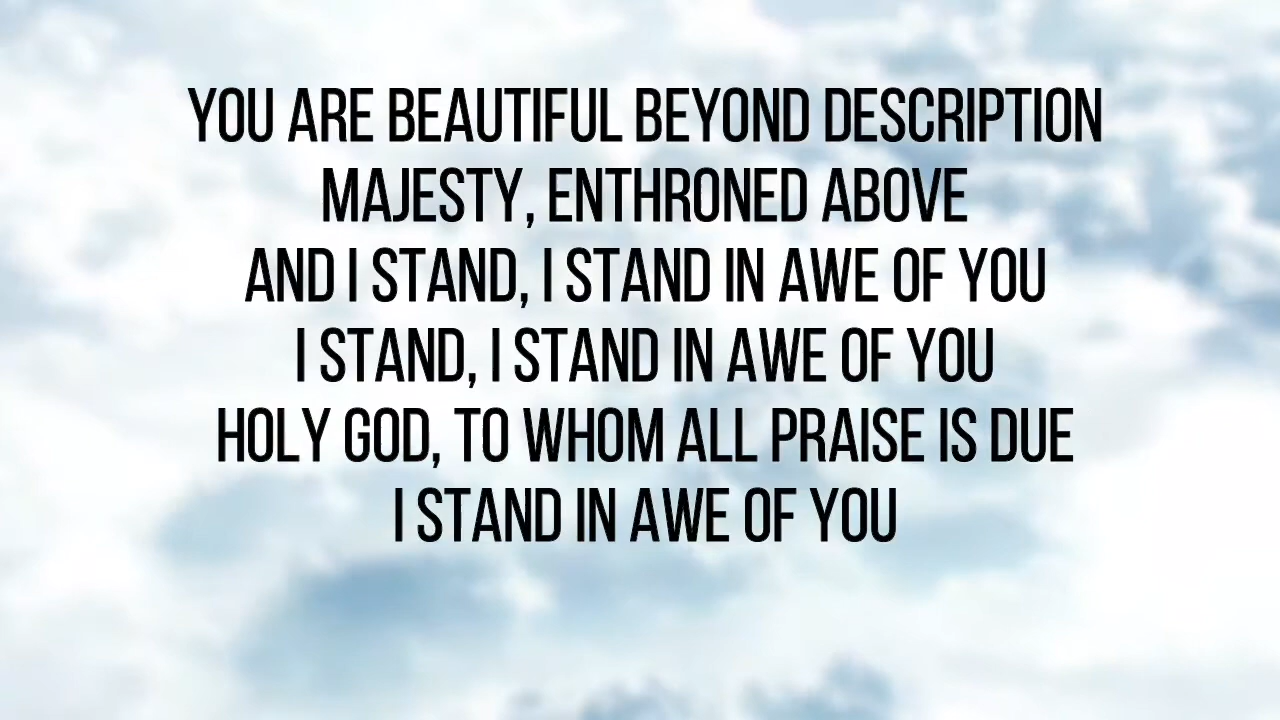 YOU ARE BEAUTIFUL BEYOND DESCRIPTION
MAJESTY, ENTHRONED ABOVE
AND I STAND, I STAND IN AWE OF YOU
I STAND, I STAND IN AWE OF YOU
HOLY GOD, TO WHOM ALL PRAISE IS DUE
I STAND IN AWE OF YOU